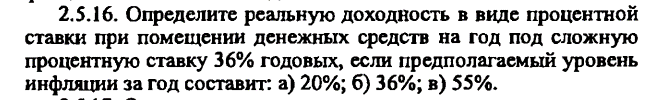 2.5.16. Определите реальную доходность в виде процентной
ставки при помещении денежных средств на год под сложную
процентную ставку 36% годовых, если предполагаемый уровень
инфляции за год составит: а) 20%; б) 36%; в) 55%.